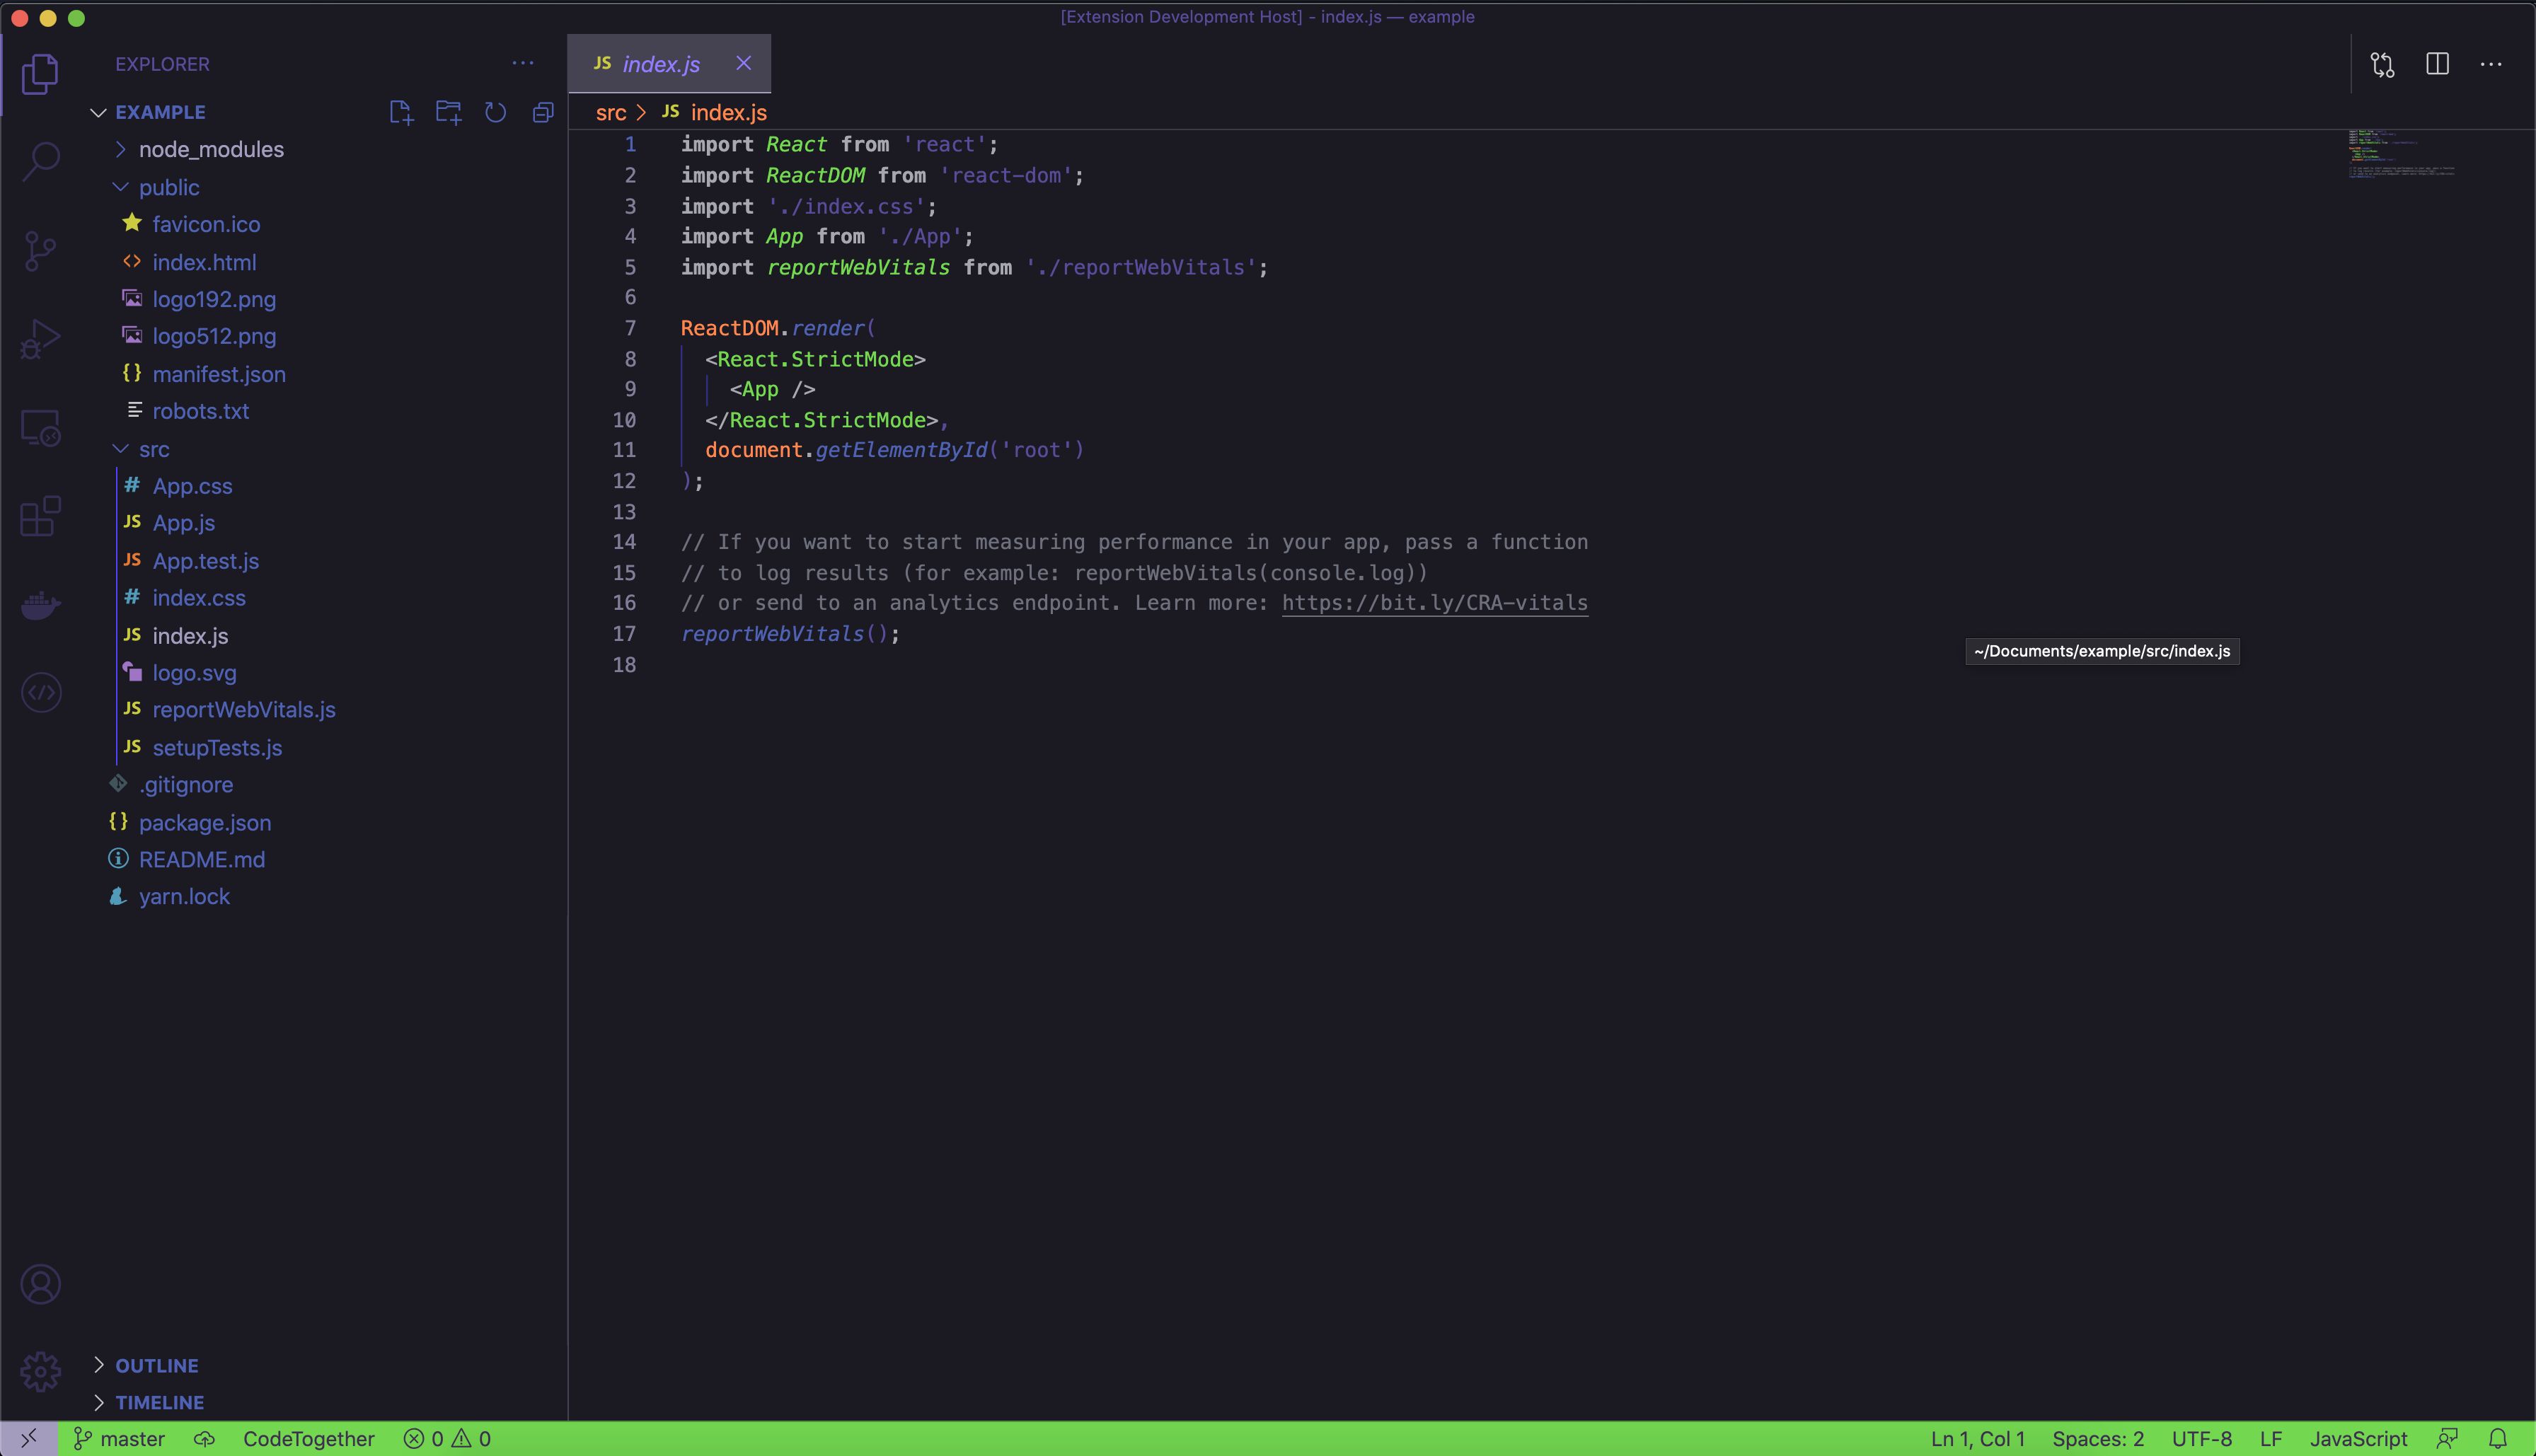 [Extension Development Host] - index.js — example
EXPLORER
EXAMPLE
node_modules
public
favicon.ico
index.html
logo192.png
logo512.png
{} manifest.json
robots.txt
src
# App.css
JS App.js
JS App.test.js
# index.css
JS index.js
logo.svg
JS reportWebVitals.js
JS setupTests.js
.gitignore
{} package.json
README.md
yarn.lock
OUTLINE
TIMELINE
JS index.js
src > JS index.js
1 import React from 'react';
2 import ReactDOM from 'react-dom';
3 import './index.css';
4 import App from './App';
5 import reportWebVitals from './reportWebVitals';
6
7 ReactDOM.render(
8 <React.StrictMode>
9 <App />
10 </React.StrictMode>,
11 document.getElementById('root')
12 );
13
14 // If you want to start measuring performance in your app, pass a function
15 // to log results (for example: reportWebVitals(console.log))
16 // or send to an analytics endpoint. Learn more: https://bit.ly/CRA-vitals
17 reportWebVitals();
18
~/Documents/example/src/index.js
master CodeTogether 0 0 Ln 1, Col 1 Spaces: 2 UTF-8 LF JavaScript